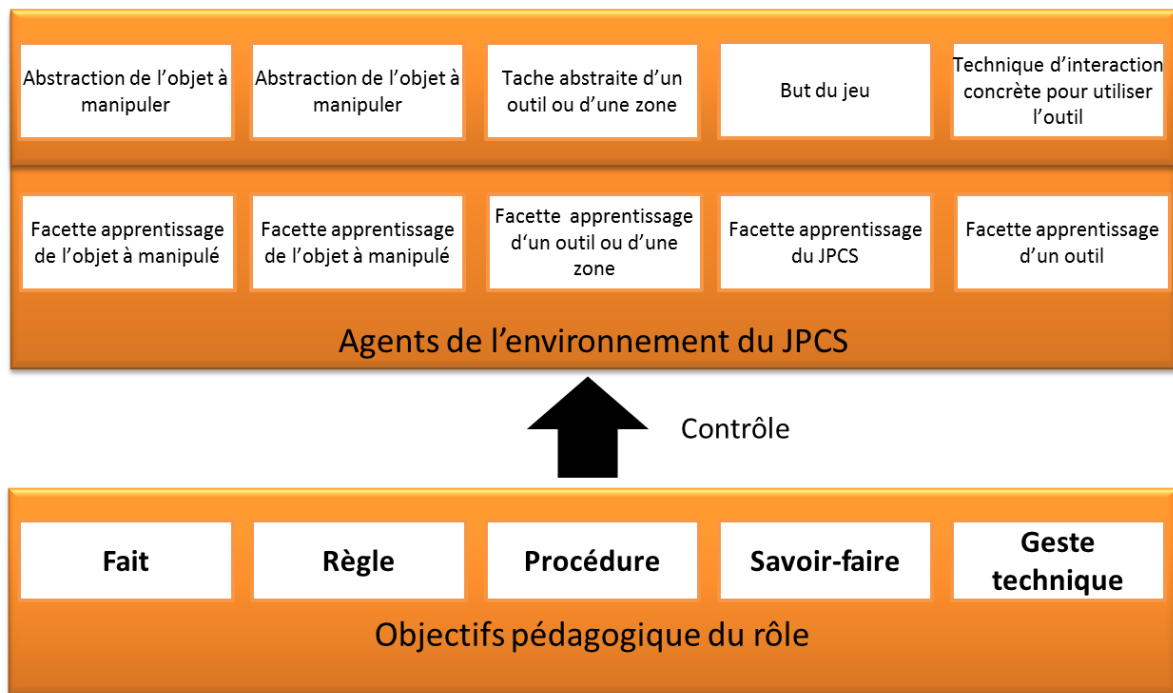 Abstraction de l'objet à
manipuler
Abstraction de l'objet à
manipuler
Tache abstraite d'un
outil ou d'une zone
But du jeu
Technique d'interaction
concrète pour utiliser
l'outil
Facette apprentissage
de l'objet à manipulé
Facette apprentissage
de l'objet à manipulé
Facette apprentissage
d‘un outil ou d'une
zone
Facette apprentissage
du JPCS
Facette apprentissage
d'un outil
Agents de l'environnement du JPCS
Contrôle
Fait
Règle
Procédure
Savoir-faire
Geste
technique
Objectifs pédagogique du rôle